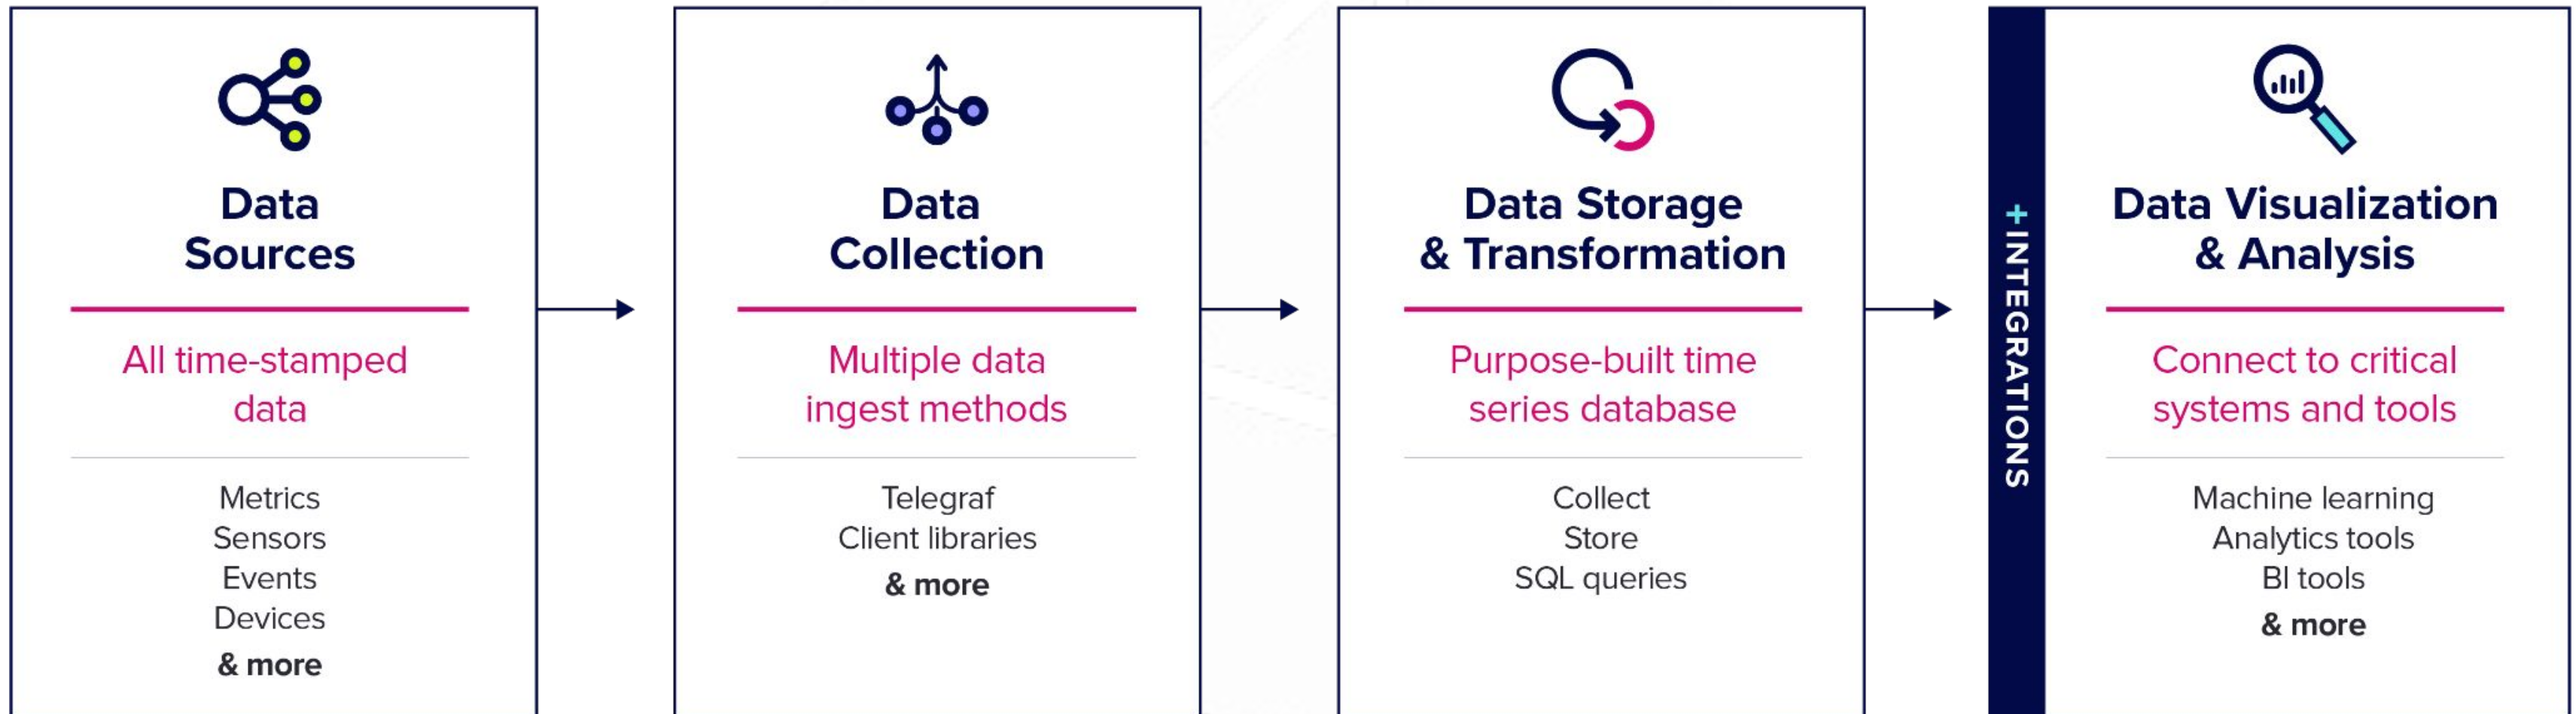 Data
Sources
All time-stamped
data
Metrics
Sensors
Events
Devices
& more
Data
Collection
Multiple data
ingest methods
Telegraf
Client libraries
& more
Data Storage
& Transformation
Purpose-built time
series database
Collect
Store
SQL queries
+INTEGRATIONS
Data Visualization
& Analysis
Connect to critical
systems and tools
Machine learning
Analytics tools
BI tools
& more